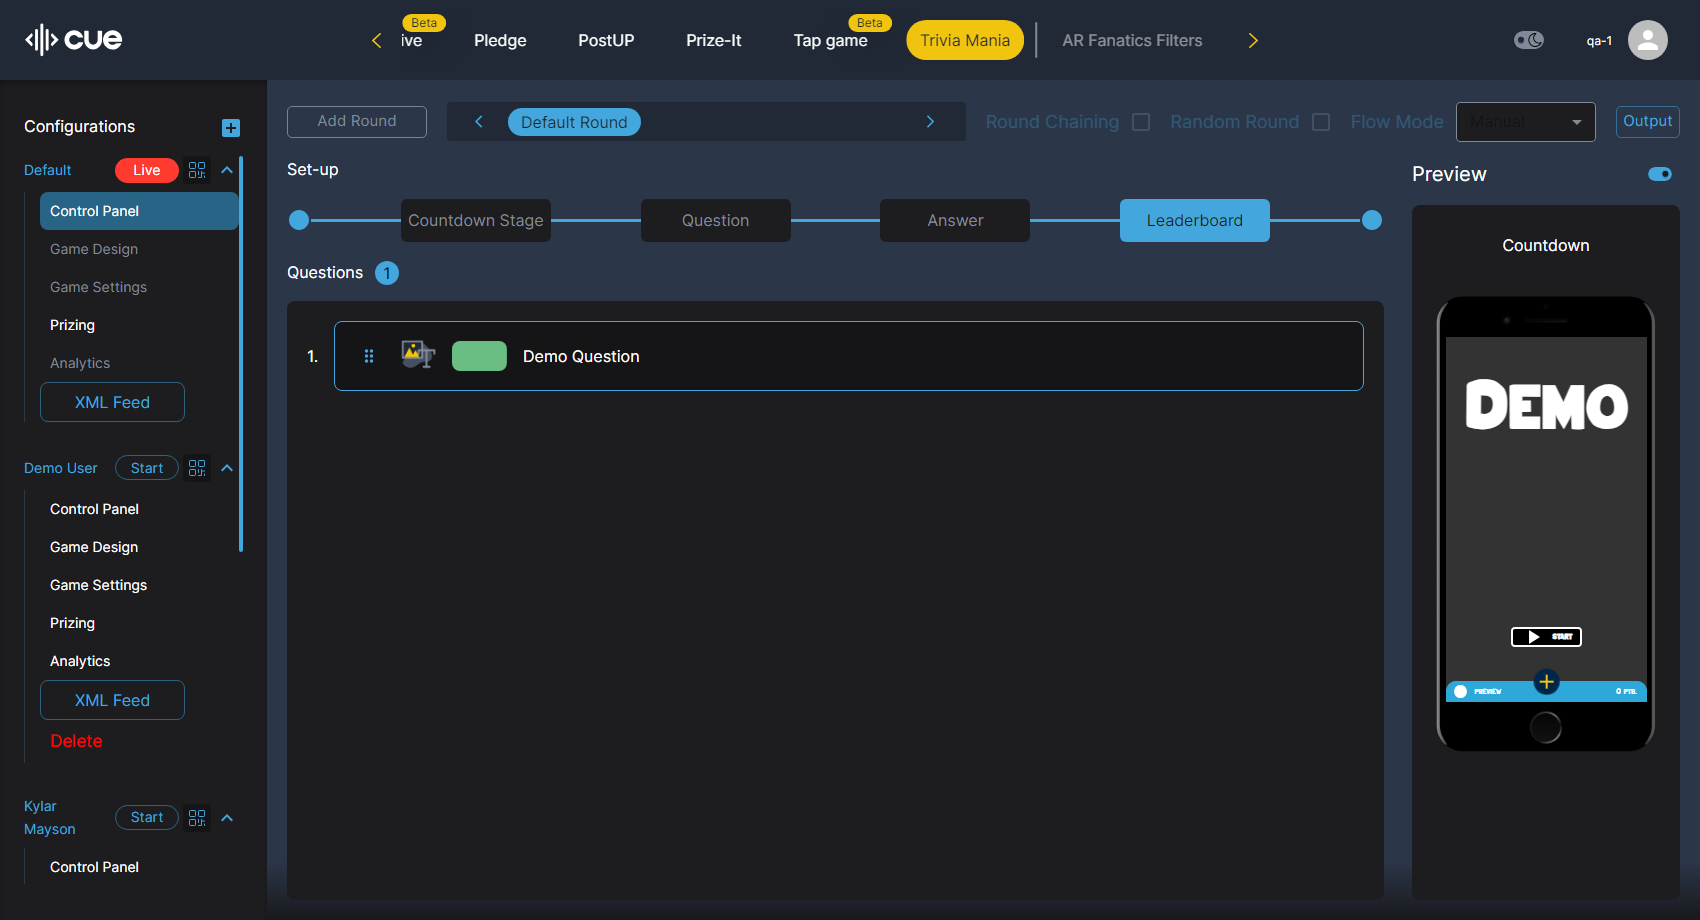 cue
Beta
Beta
ive
Pledge
PostUP
Prize-It
Tap game
Trivia Mania
AR Fanatics Filters
qa-1
Configurations
Add Round
Default Round
Round Chaining
Random Round
Flow Mode
Manual
Output
Default
Live
Control Panel
Game Design
Game Settings
Prizing
Analytics
XML Feed
Demo User
Start
Control Panel
Game Design
Game Settings
Prizing
Analytics
XML Feed
Delete
Kylar
Mayson
Start
Control Panel
Set-up
Countdown Stage
Question
Answer
Leaderboard
Questions 1
1.
Demo Question
Preview
Countdown
DEMO
START
PREVIEW
0 PTS.